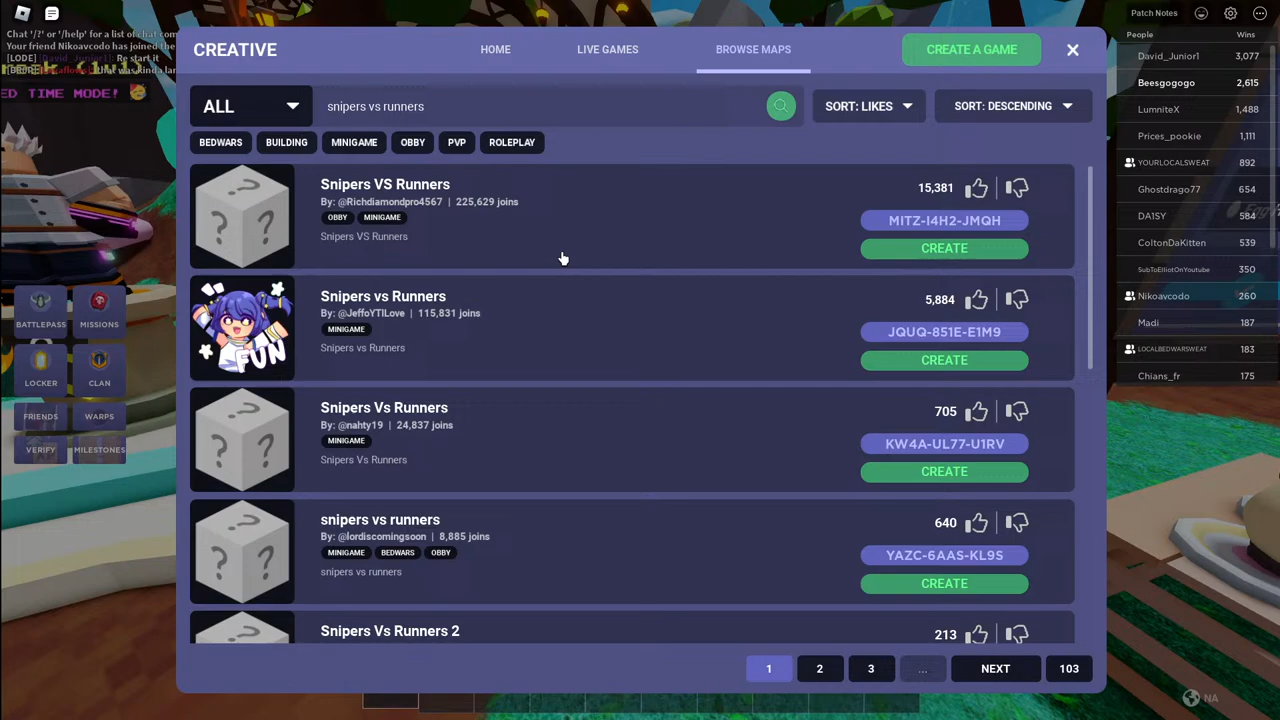 Patch Notes
Chat '/?' or '/help' for a list of chat com
Your friend Nikoavcodo has joined the
[LODE] [David_Junior1]: Re start it
ED TIME MODE!
People Wins
David_Junior1 3,077
Beesgogogo 2,615
LumniteX 1,488
Prices_pookie 1,111
YOURLOCALSWEAT 892
Ghostdrago77 654
DA1SY 584
ColtonDaKitten 539
SubToElliotOnYoutube 350
Nikoavcodo 260
Madi 187
LOCALBEDWARSWEAT 183
Chians_fr 175
BATTLEPASS MISSIONS
LOCKER CLAN
FRIENDS WARPS
VERIFY MILESTONES
CREATIVE HOME LIVE GAMES BROWSE MAPS CREATE A GAME
ALL snipers vs runners SORT: LIKES SORT: DESCENDING
BEDWARS BUILDING MINIGAME OBBY PVP ROLEPLAY
Snipers VS Runners 15,381
By: @Richdiamondpro4567 | 225,629 joins
OBBY MINIGAME MITZ-I4H2-JMQH
Snipers VS Runners CREATE
Snipers vs Runners 5,884
By: @JeffoYTILove | 115,831 joins
MINIGAME JQUQ-851E-E1M9
Snipers vs Runners CREATE
FUN
Snipers Vs Runners 705
By: @nahty19 | 24,837 joins
MINIGAME KW4A-UL77-U1RV
Snipers Vs Runners CREATE
snipers vs runners 640
By: @lordiscomingsoon | 8,885 joins
MINIGAME BEDWARS OBBY YAZC-6AAS-KL9S
snipers vs runners CREATE
Snipers Vs Runners 2 213
1 2 3 ... NEXT 103
NA